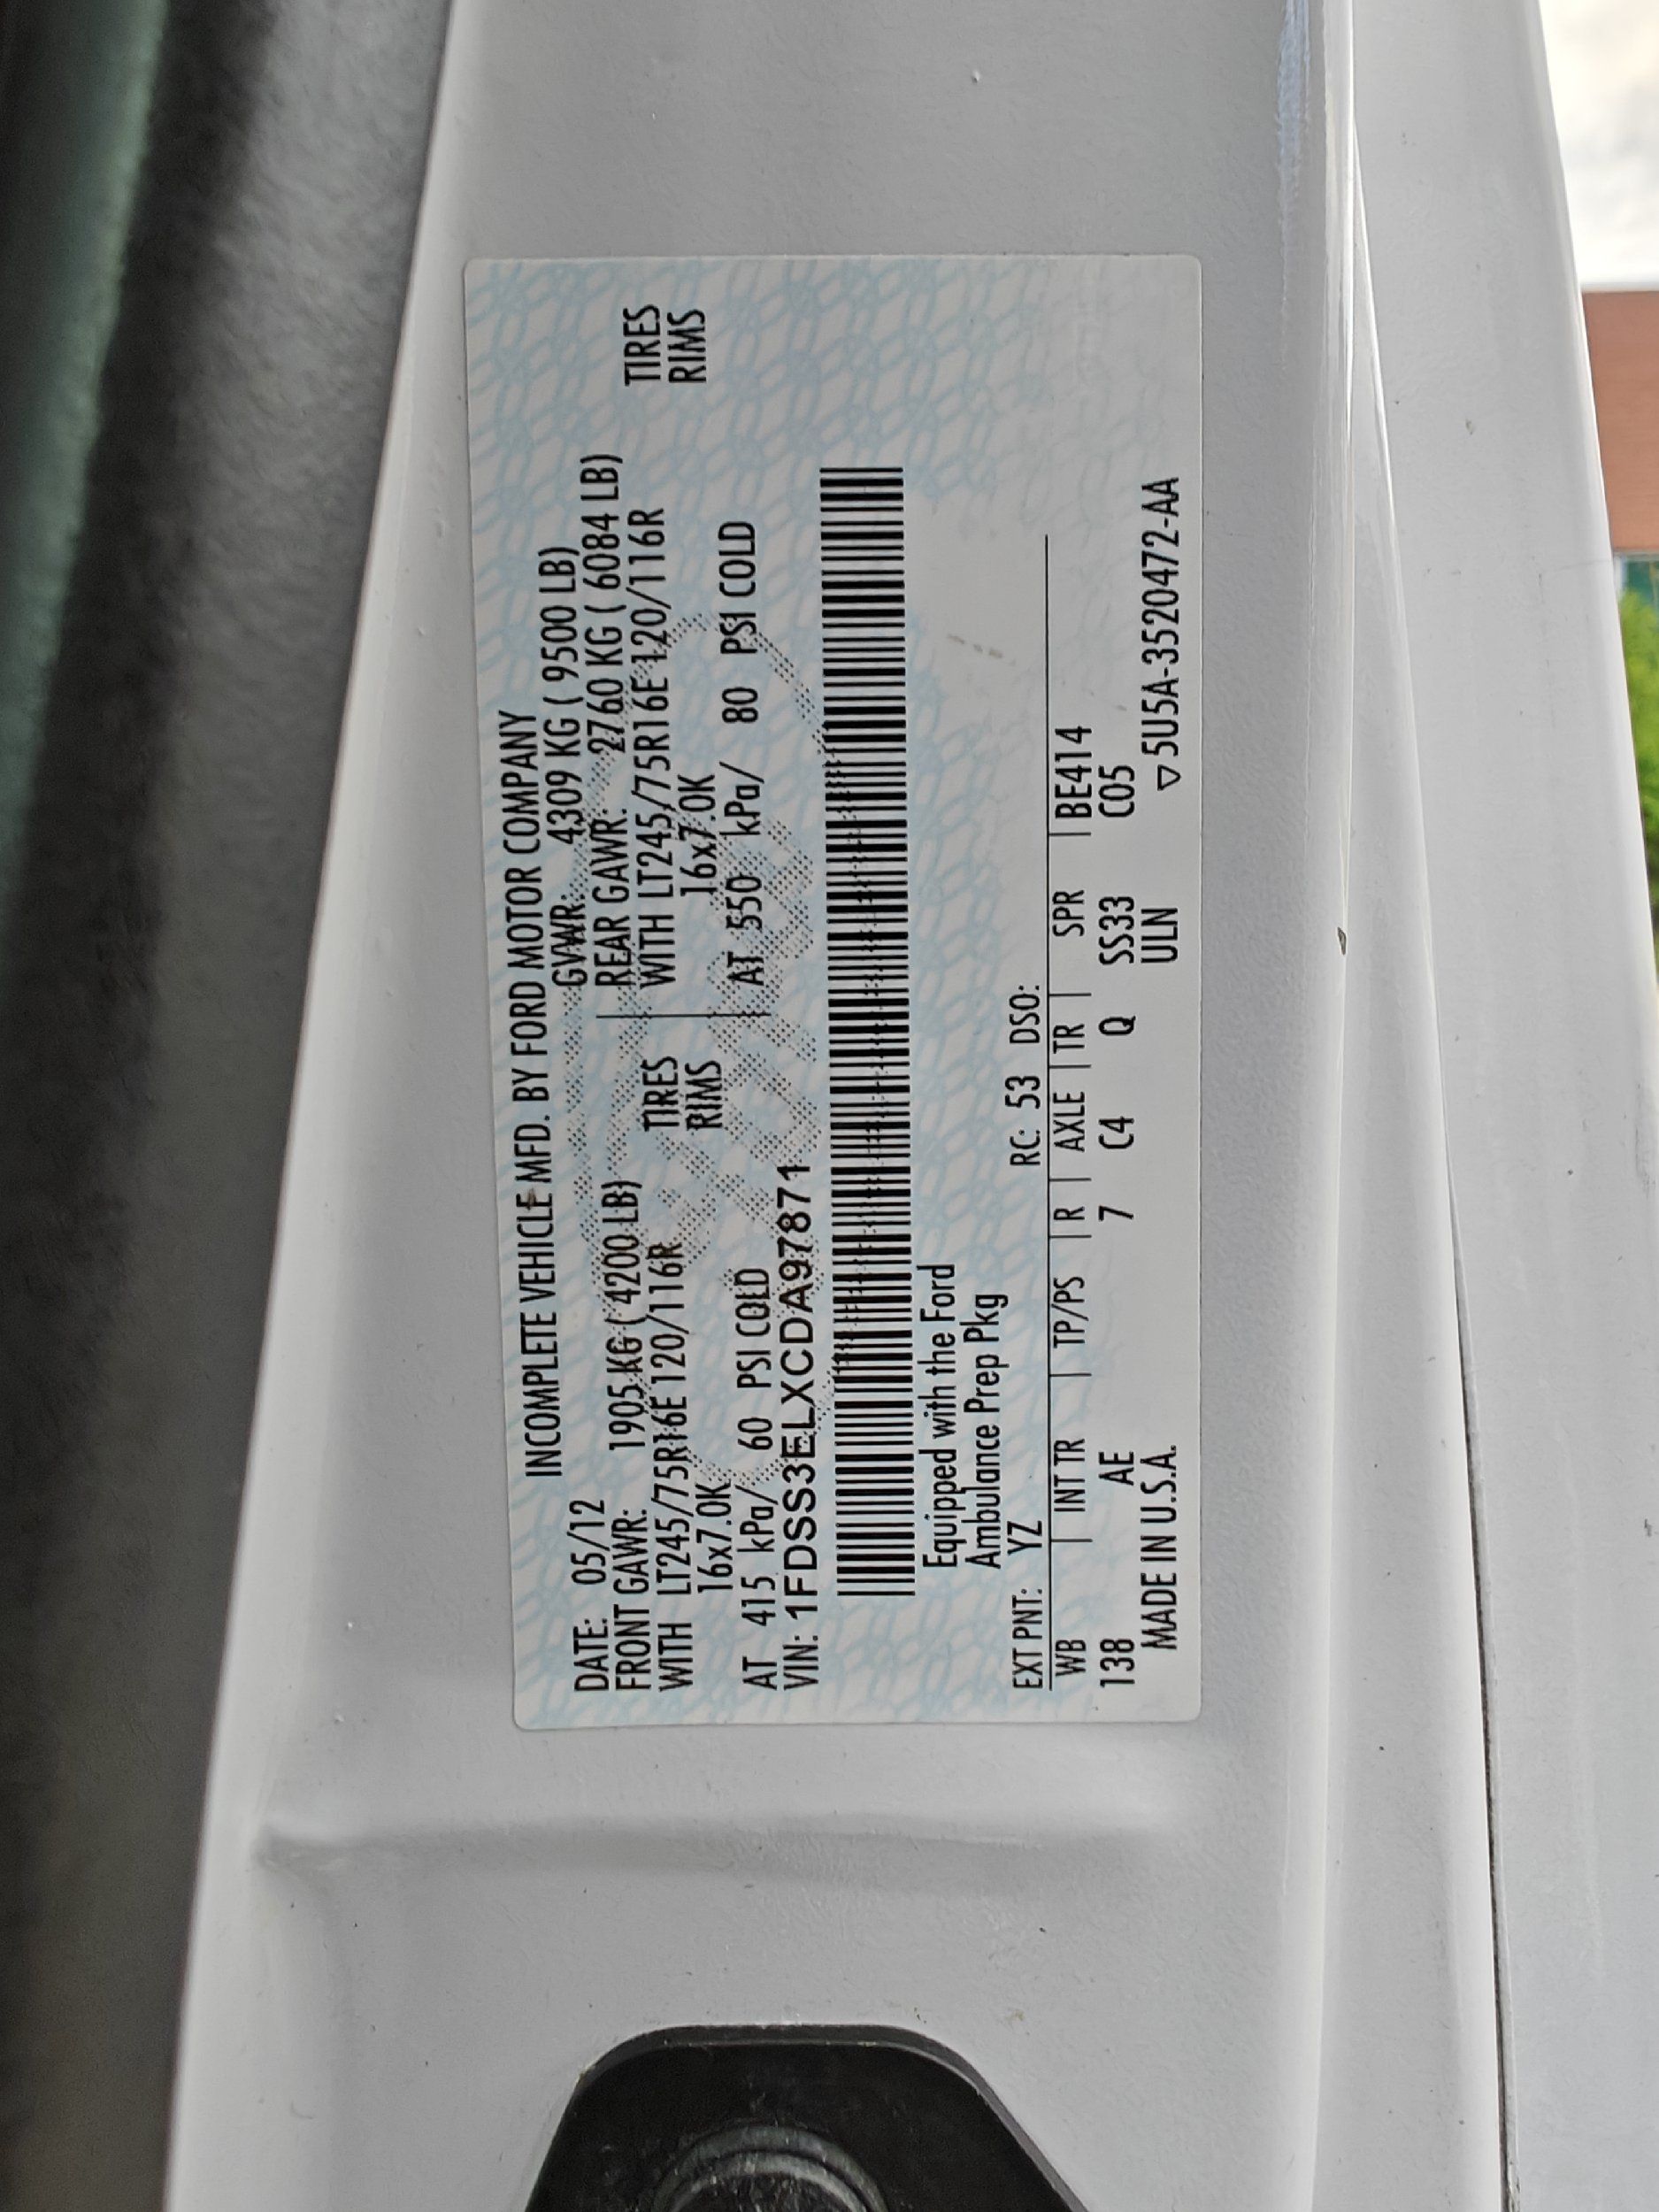 INCOMPLETE VEHICLE MFD. BY FORD MOTOR COMPANY
DATE: 05/12 GVWR: 4309 KG ( 9500 LB)
FRONT GAWR: 1905 KG ( 4200 LB) REAR GAWR: 2760 KG ( 6084 LB)
WITH LT245/75R16E 120/116R TIRES WITH LT245/75R16E 120/116R TIRES
16x7.0K RIMS 16x7.0K RIMS
AT 415 kPa/ 60 PSI COLD AT 550 kPa/ 80 PSI COLD
VIN: 1FDSS3ELXCDA97871
Equipped with the Ford
Ambulance Prep Pkg
EXT PNT: YZ RC: 53 DSO:
WB | INT TR | TP/PS | R | AXLE | TR | SPR | BE414
138 AE 7 C4 Q SS33 C05
MADE IN U.S.A. ULN ▽5U5A-3520472-AA